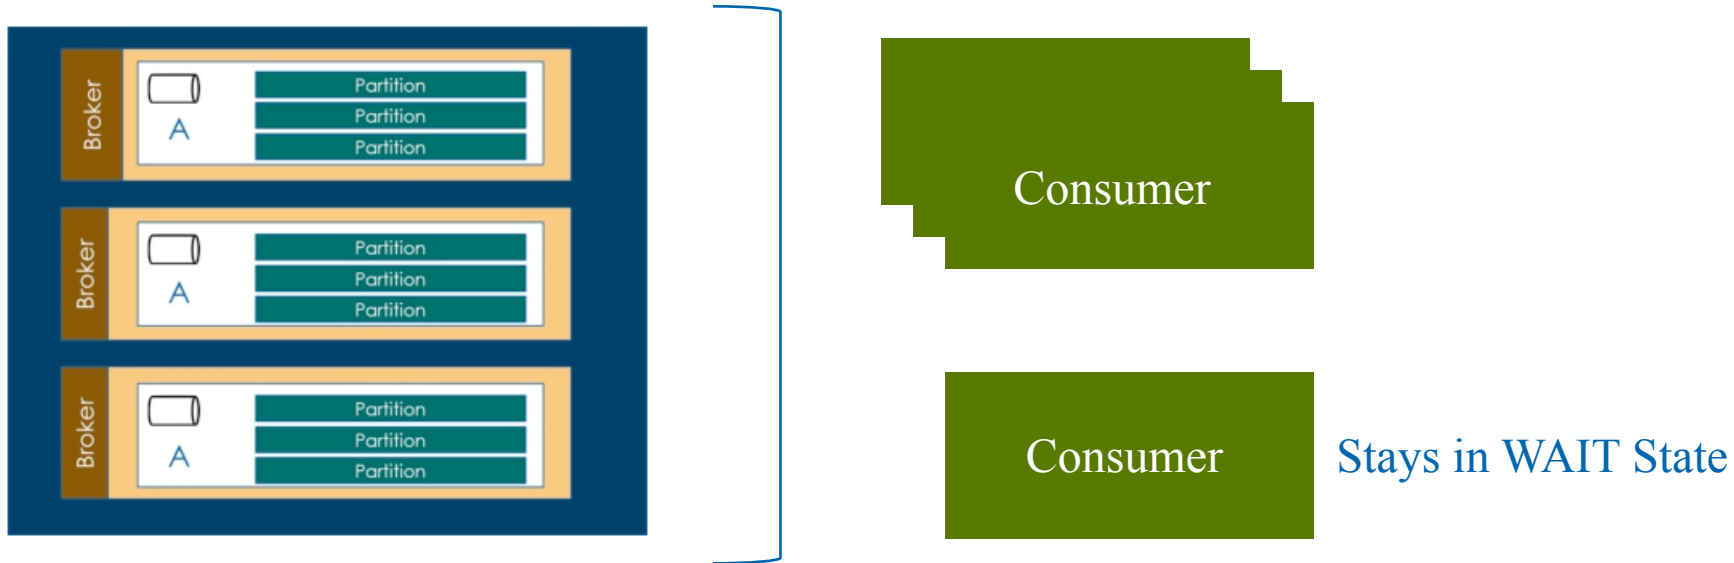 Broker
A
Partition
Partition
Partition
Broker
A
Partition
Partition
Partition
Broker
A
Partition
Partition
Partition
Consumer
Consumer
Stays in WAIT State